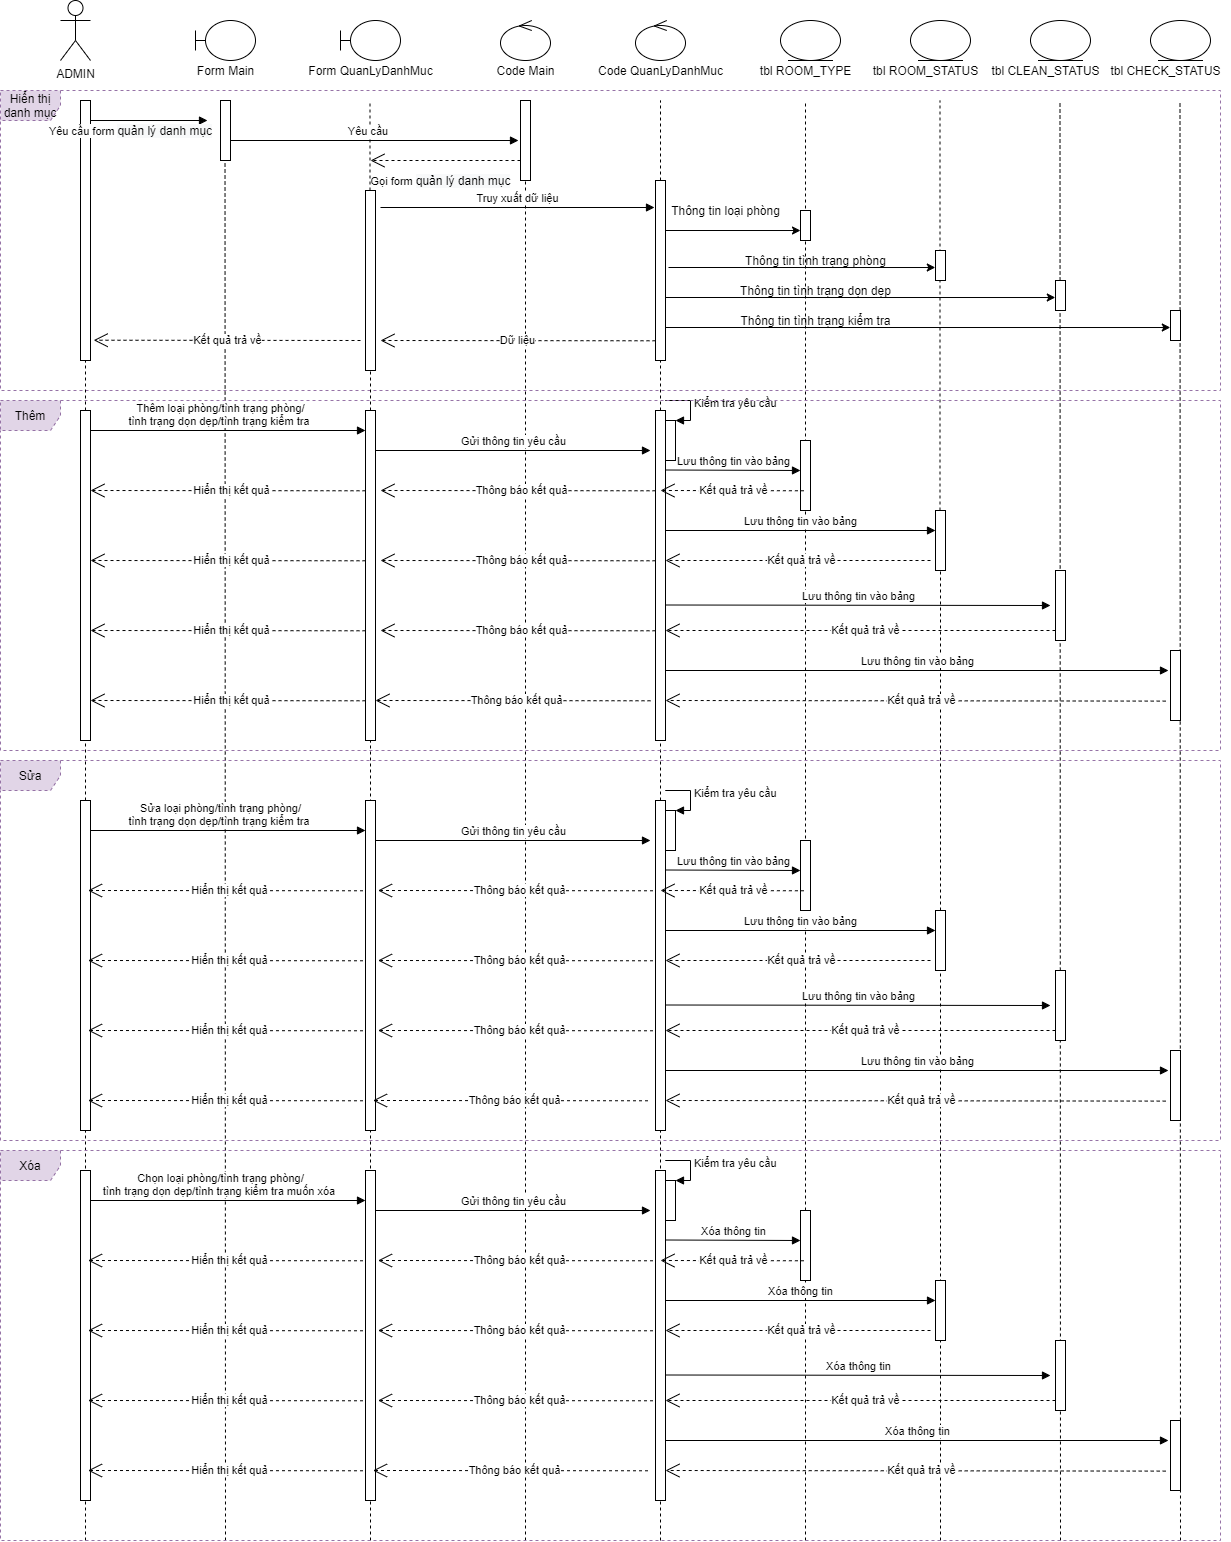 ADMIN
Form Main
Form QuanLyDanhMuc
Code Main
Code QuanLyDanhMuc
tbl ROOM_TYPE
tbl ROOM_STATUS
tbl CLEAN_STATUS
tbl CHECK_STATUS
Hiển thị
danh mục
Yêu cầu form quản lý danh mục
Yêu cầu
Gọi form quản lý danh mục
Truy xuất dữ liệu
Thông tin loại phòng
Thông tin tình trạng phòng
Thông tin tình trạng dọn dẹp
Thông tin tình trạng kiểm tra
Kết quả trả về
Dữ liệu
Thêm
Thêm loại phòng/tình trạng phòng/
tình trạng dọn dẹp/tình trạng kiểm tra
Kiểm tra yêu cầu
Gửi thông tin yêu cầu
Lưu thông tin vào bảng
Hiển thị kết quả
Thông báo kết quả
Kết quả trả về
Lưu thông tin vào bảng
Hiển thị kết quả
Thông báo kết quả
Kết quả trả về
Lưu thông tin vào bảng
Hiển thị kết quả
Thông báo kết quả
Kết quả trả về
Lưu thông tin vào bảng
Hiển thị kết quả
Thông báo kết quả
Kết quả trả về
Sửa
Sửa loại phòng/tình trạng phòng/
tình trạng dọn dẹp/tình trạng kiểm tra
Kiểm tra yêu cầu
Gửi thông tin yêu cầu
Lưu thông tin vào bảng
Hiển thị kết quả
Thông báo kết quả
Kết quả trả về
Lưu thông tin vào bảng
Hiển thị kết quả
Thông báo kết quả
Kết quả trả về
Lưu thông tin vào bảng
Hiển thị kết quả
Thông báo kết quả
Kết quả trả về
Lưu thông tin vào bảng
Hiển thị kết quả
Thông báo kết quả
Kết quả trả về
Xóa
Chọn loại phòng/tình trạng phòng/
tình trạng dọn dẹp/tình trạng kiểm tra muốn xóa
Kiểm tra yêu cầu
Gửi thông tin yêu cầu
Xóa thông tin
Hiển thị kết quả
Thông báo kết quả
Kết quả trả về
Xóa thông tin
Hiển thị kết quả
Thông báo kết quả
Kết quả trả về
Xóa thông tin
Hiển thị kết quả
Thông báo kết quả
Kết quả trả về
Xóa thông tin
Hiển thị kết quả
Thông báo kết quả
Kết quả trả về